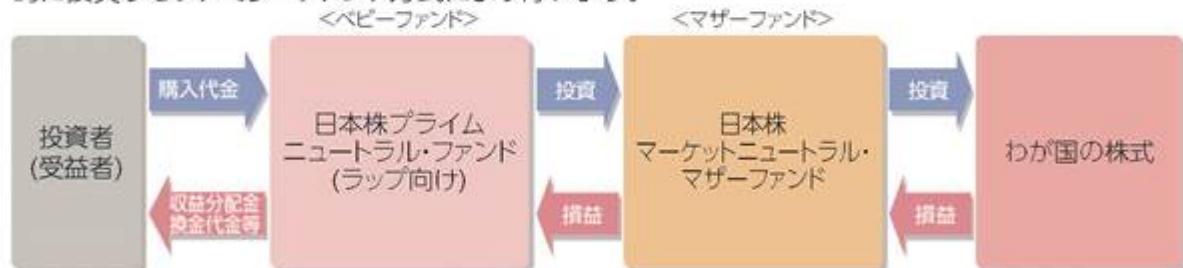 <ベビーファンド>
<マザーファンド>
投資者
(受益者)
購入代金
収益分配金
換金代金等
日本株プライム
ニュートラル・ファンド
(ラップ向け)
投資
損益
日本株
マーケットニュートラル・
マザーファンド
投資
損益
わが国の株式